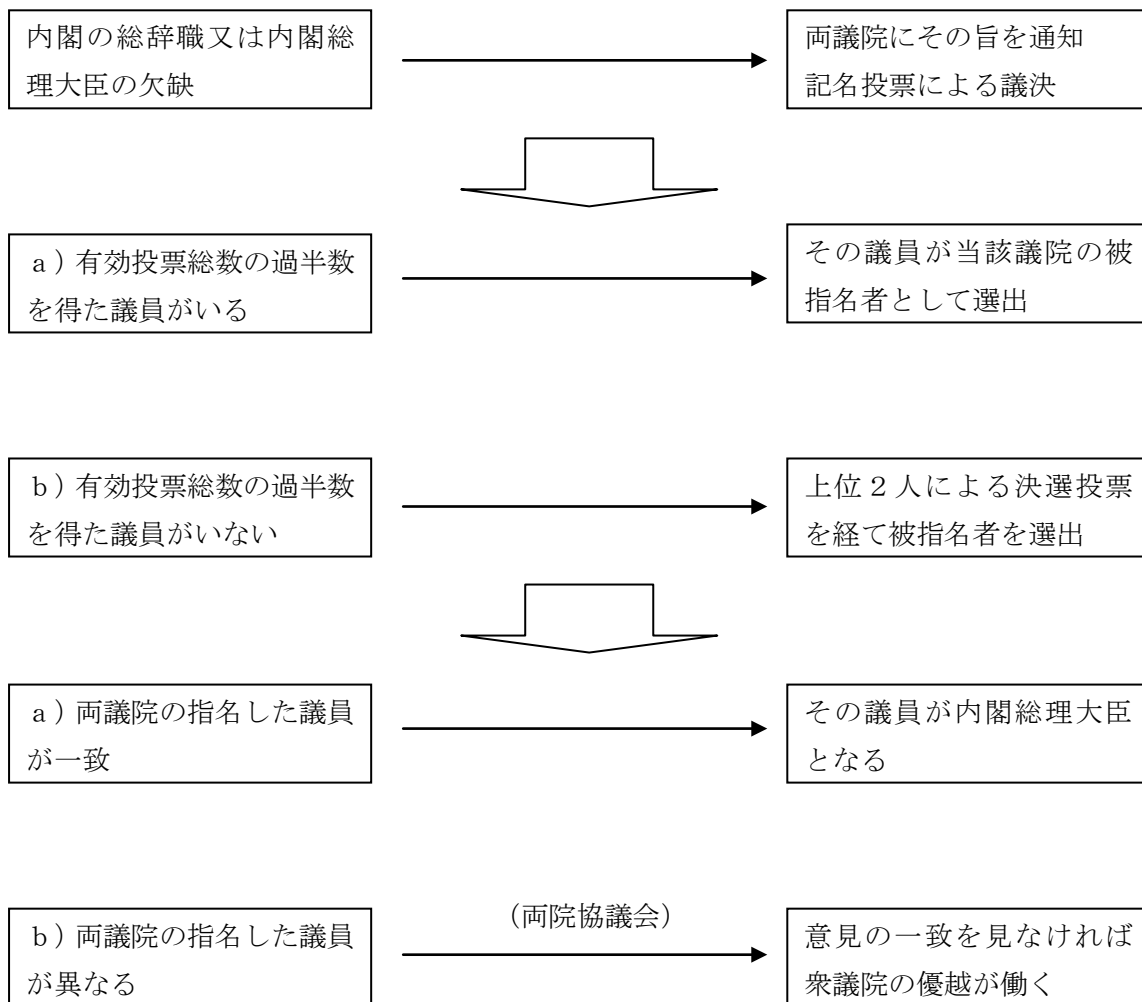 内閣の総辞職又は内閣総
理大臣の欠缺
両議院にその旨を通知
記名投票による議決
a）有効投票総数の過半数
を得た議員がいる
その議員が当該議院の被
指名者として選出
b）有効投票総数の過半数
を得た議員がいない
上位２人による決選投票
を経て被指名者を選出
a）両議院の指名した議員
が一致
その議員が内閣総理大臣
となる
b）両議院の指名した議員
が異なる
（両院協議会）
意見の一致を見なければ
衆議院の優越が働く